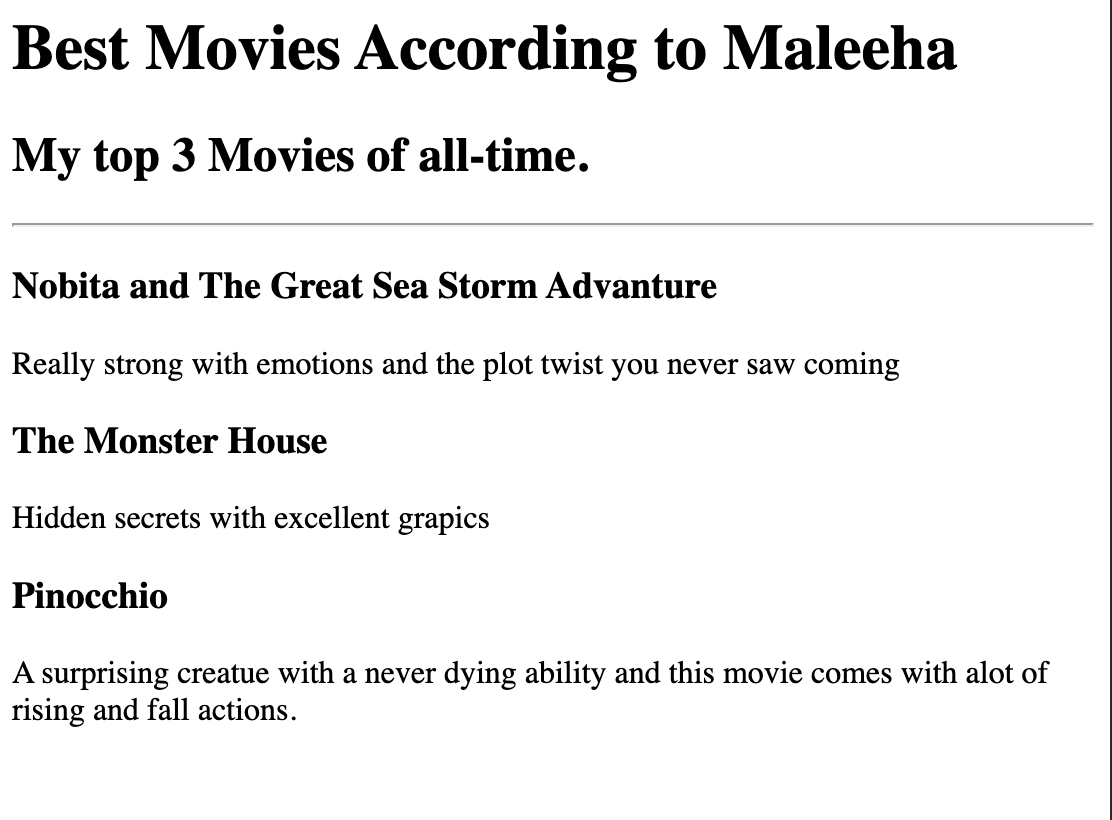 Best Movies According to Maleeha
My top 3 Movies of all-time.
Nobita and The Great Sea Storm Advanture
Really strong with emotions and the plot twist you never saw coming
The Monster House
Hidden secrets with excellent grapics
Pinocchio
A surprising creatue with a never dying ability and this movie comes with alot of
rising and fall actions.